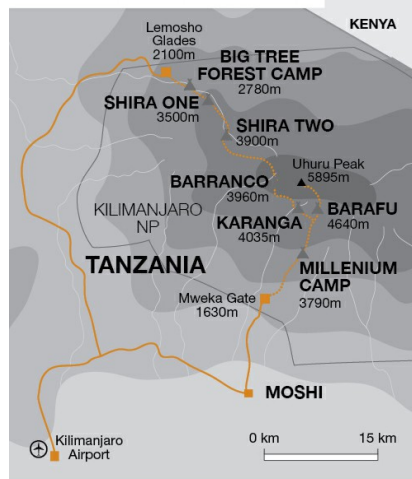 KENYA
Lemosho
Glades
2100m
BIG TREE
FOREST CAMP
2780m
SHIRA ONE
3500m
SHIRA TWO
3900m
Uhuru Peak
5895m
BARRANCO
3960m
KILIMANJARO
NP
KARANGA
4035m
BARAFU
4640m
TANZANIA
MILLENIUM
CAMP
3790m
Mweka Gate
1630m
MOSHI
Kilimanjaro
Airport
0 km
15 km